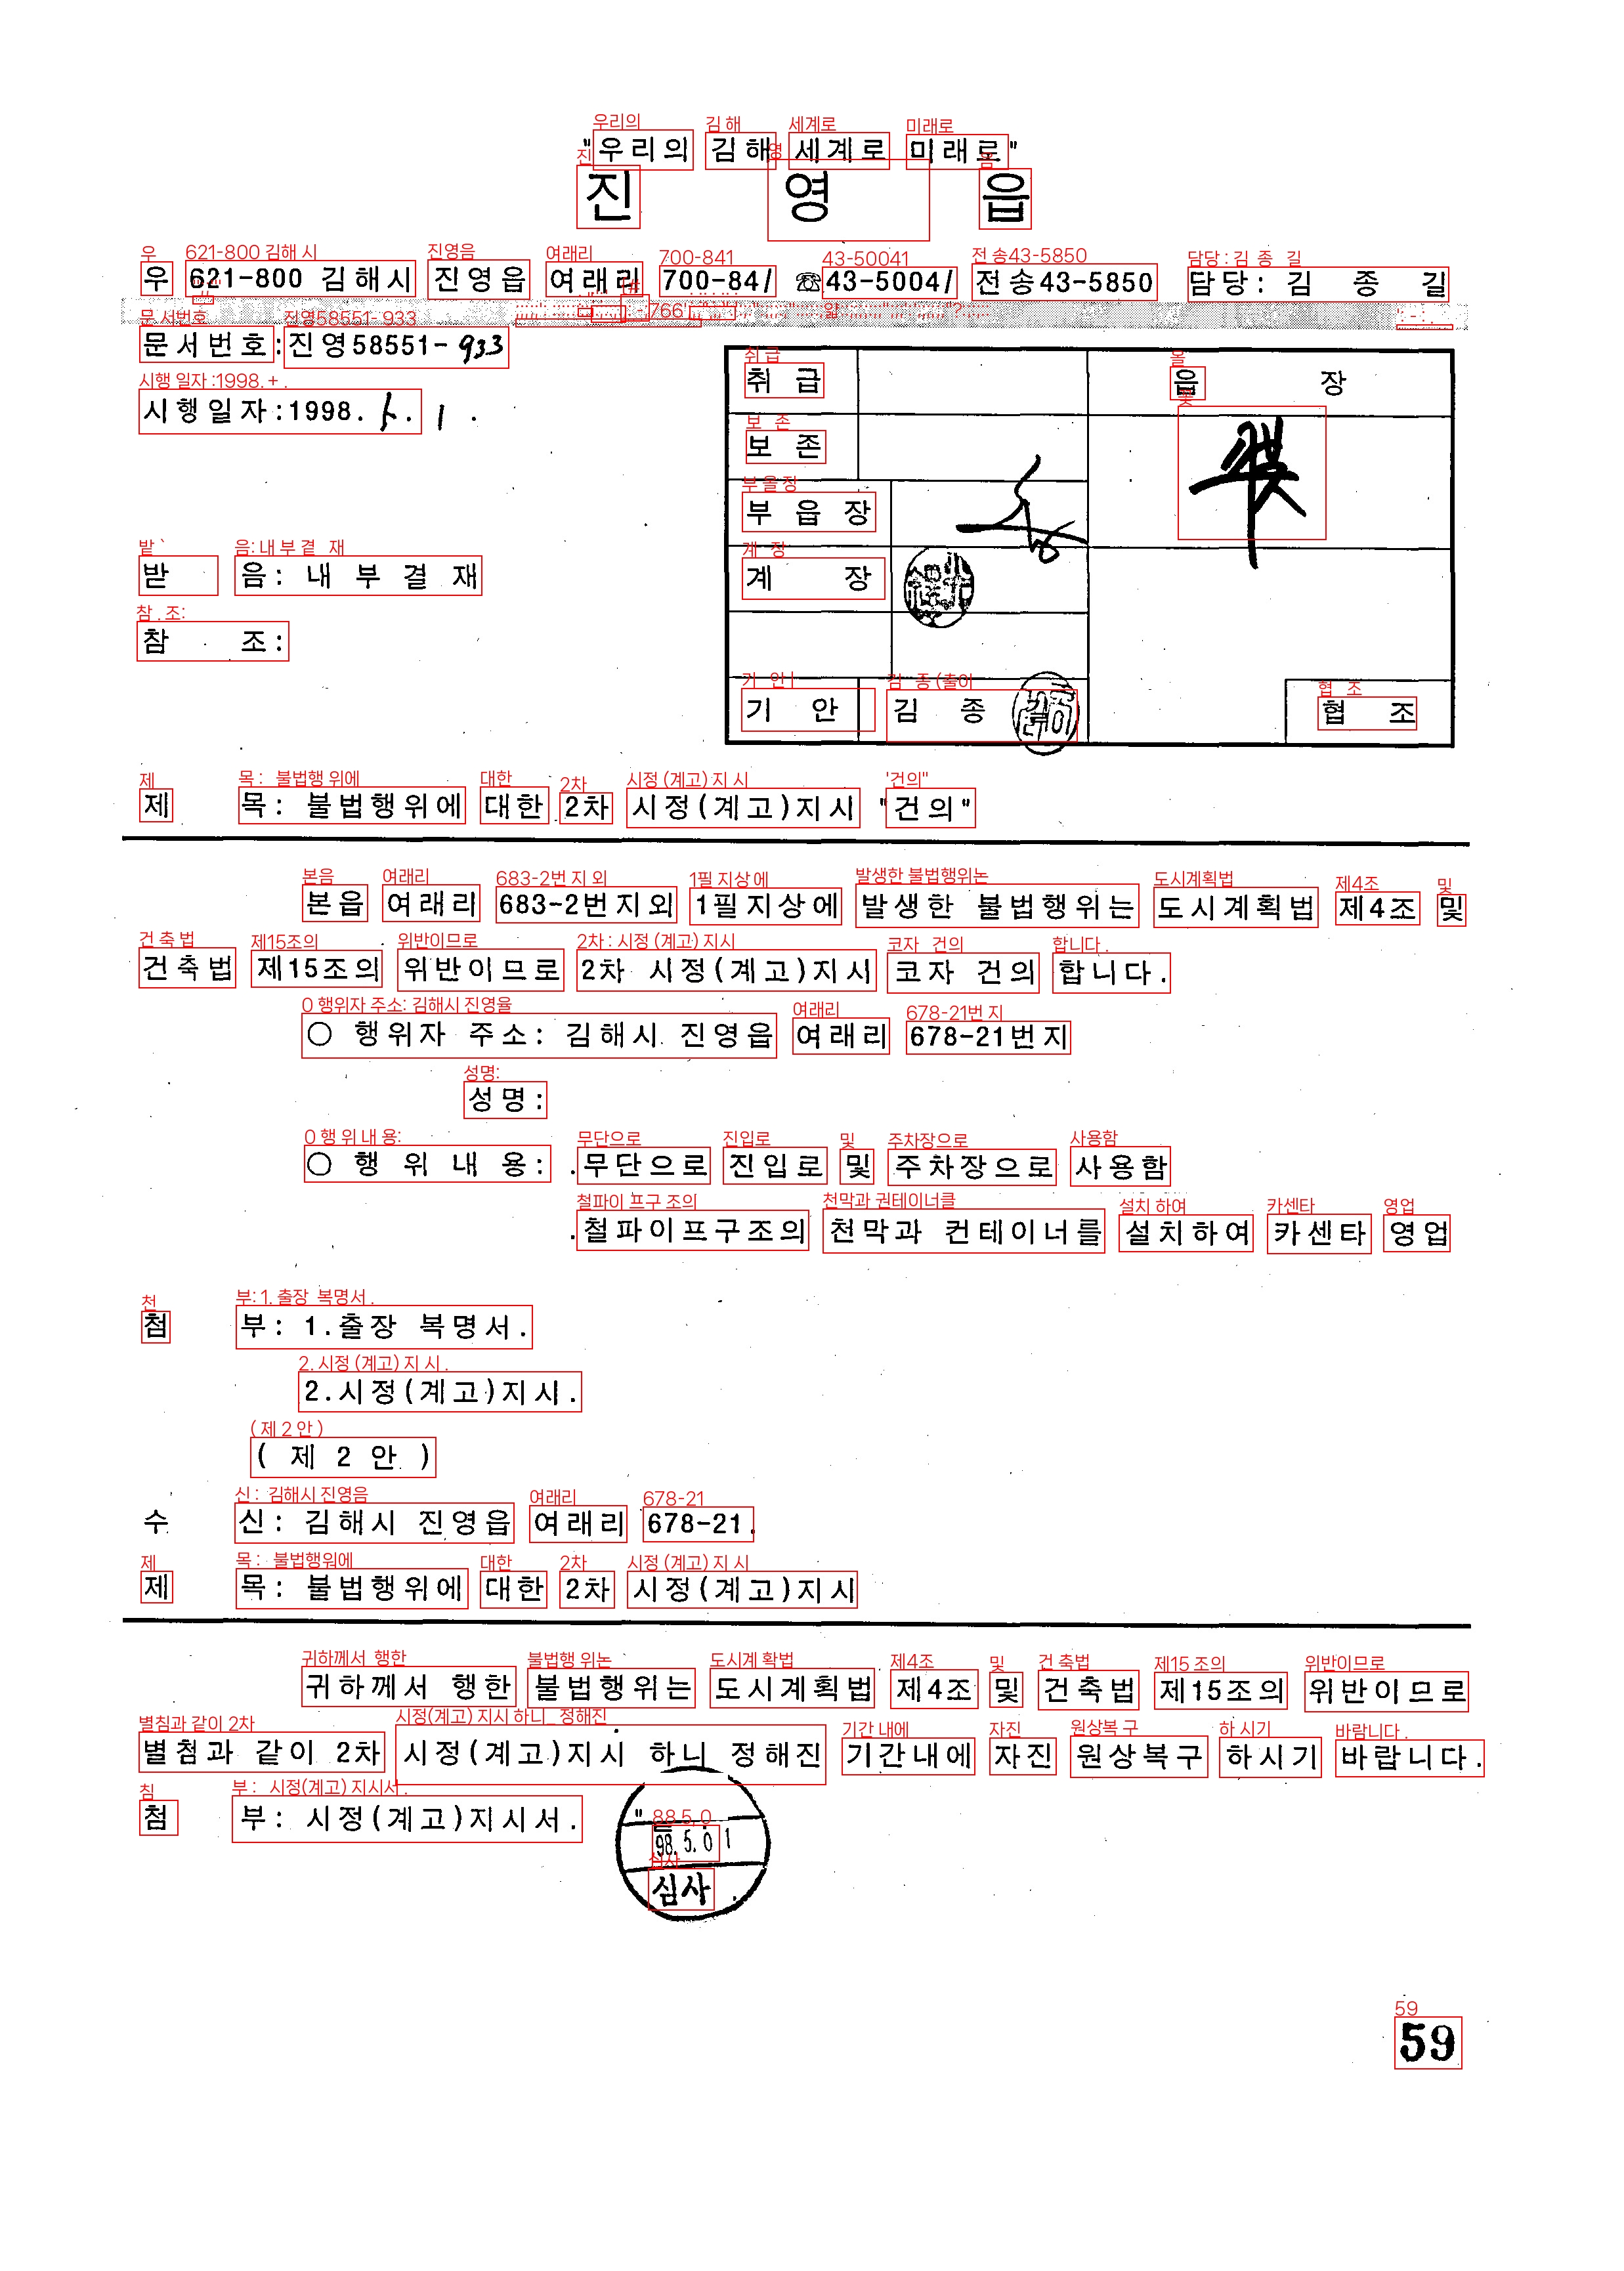 "우리의 김해 세계로 미래로"
진 영 읍
우 621-800 김해시 진영읍 여래리 700-84/ ☏43-5004/ 전송43-5850 담당: 김 종 길
문서번호:진영58551-933
시행일자:1998. 5. 1 .
취 급
읍 장
보 존
부 읍 장
계 장
받 음: 내 부 결 재
참 조:
기 안 김 종
협 조
제 목: 불법행위에 대한 2차 시정(계고)지시 "건의"
본읍 여래리 683-2번지외 1필지상에 발생한 불법행위는 도시계획법 제4조 및
건축법 제15조의 위반이므로 2차 시정(계고)지시 코자 건의 합니다.
○ 행위자 주소: 김해시 진영읍 여래리 678-21번지
성명:
○ 행 위 내 용: .무단으로 진입로 및 주차장으로 사용함
.철파이프구조의 천막과 컨테이너를 설치하여 카센타 영업
첨 부: 1.출장 복명서.
2.시정(계고)지시.
( 제 2 안 )
수 신: 김해시 진영읍 여래리 678-21.
제 목: 불법행위에 대한 2차 시정(계고)지시
귀하께서 행한 불법행위는 도시계획법 제4조 및 건축법 제15조의 위반이므로
별첨과 같이 2차 시정(계고)지시 하니 정해진 기간내에 자진 원상복구 하시기 바랍니다.
첨 부: 시정(계고)지시서.
98. 5. 01
심사
59